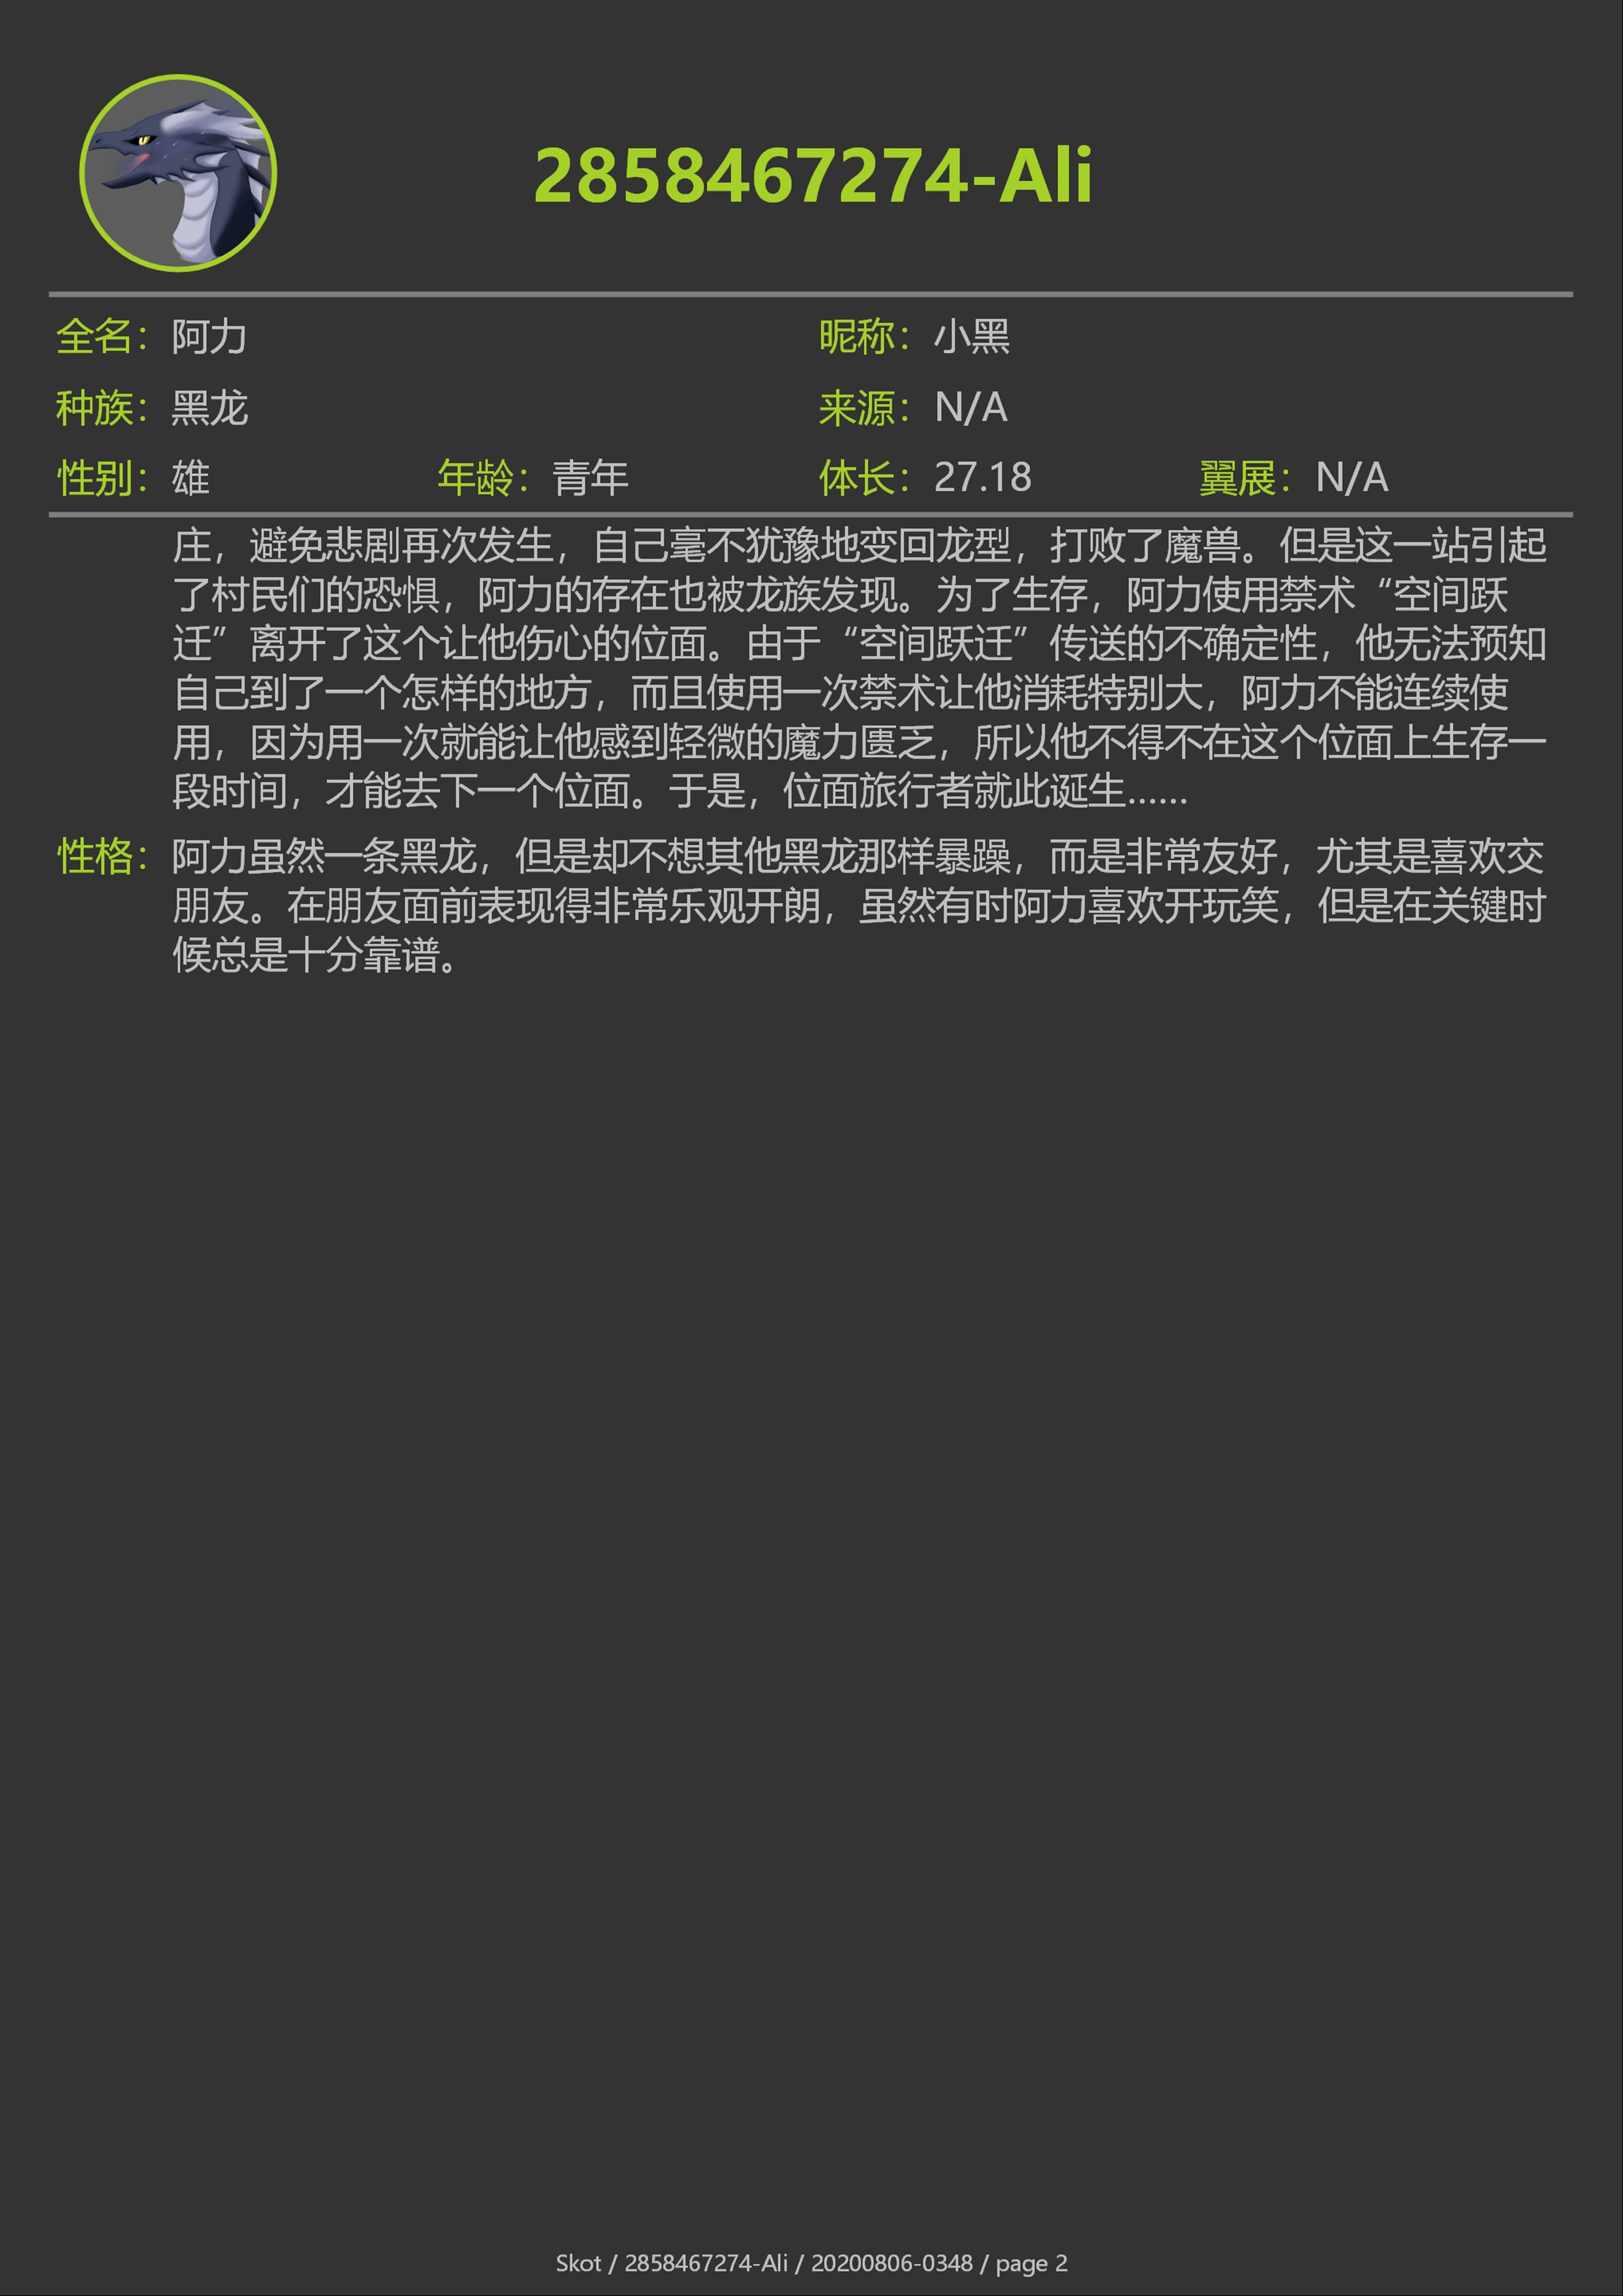 2858467274-Ali
全名：阿力 昵称：小黑
种族：黑龙 来源：N/A
性别：雄 年龄：青年 体长：27.18 翼展：N/A
庄，避免悲剧再次发生，自己毫不犹豫地变回龙型，打败了魔兽。但是这一站引起
了村民们的恐惧，阿力的存在也被龙族发现。为了生存，阿力使用禁术“空间跃
迁”离开了这个让他伤心的位面。由于“空间跃迁”传送的不确定性，他无法预知
自己到了一个怎样的地方，而且使用一次禁术让他消耗特别大，阿力不能连续使
用，因为用一次就能让他感到轻微的魔力匮乏，所以他不得不在这个位面上生存一
段时间，才能去下一个位面。于是，位面旅行者就此诞生……
性格：阿力虽然一条黑龙，但是却不想其他黑龙那样暴躁，而是非常友好，尤其是喜欢交
朋友。在朋友面前表现得非常乐观开朗，虽然有时阿力喜欢开玩笑，但是在关键时
候总是十分靠谱。
Skot / 2858467274-Ali / 20200806-0348 / page 2